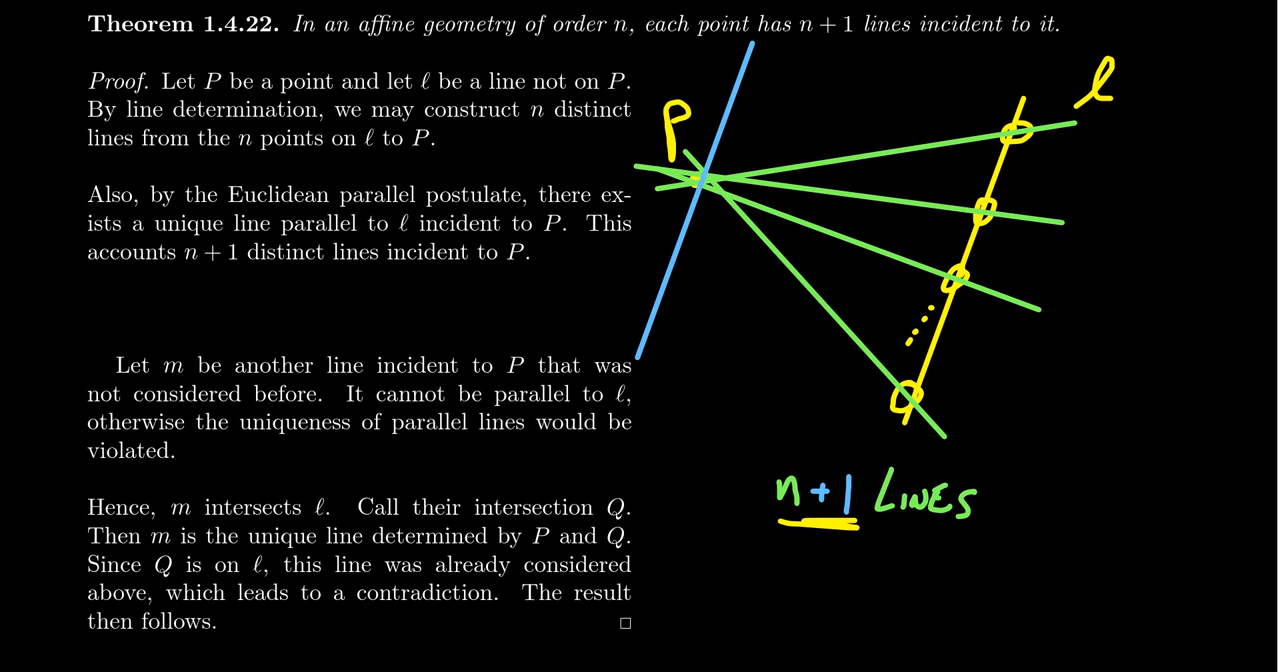 Theorem 1.4.22. In an affine geometry of order n, each point has n + 1 lines incident to it.
Proof. Let P be a point and let ℓ be a line not on P.
By line determination, we may construct n distinct
lines from the n points on ℓ to P.
Also, by the Euclidean parallel postulate, there ex-
ists a unique line parallel to ℓ incident to P. This
accounts n + 1 distinct lines incident to P.
Let m be another line incident to P that was
not considered before. It cannot be parallel to ℓ,
otherwise the uniqueness of parallel lines would be
violated.
Hence, m intersects ℓ. Call their intersection Q.
Then m is the unique line determined by P and Q.
Since Q is on ℓ, this line was already considered
above, which leads to a contradiction. The result
then follows. □
P
ℓ
n + 1 LINES